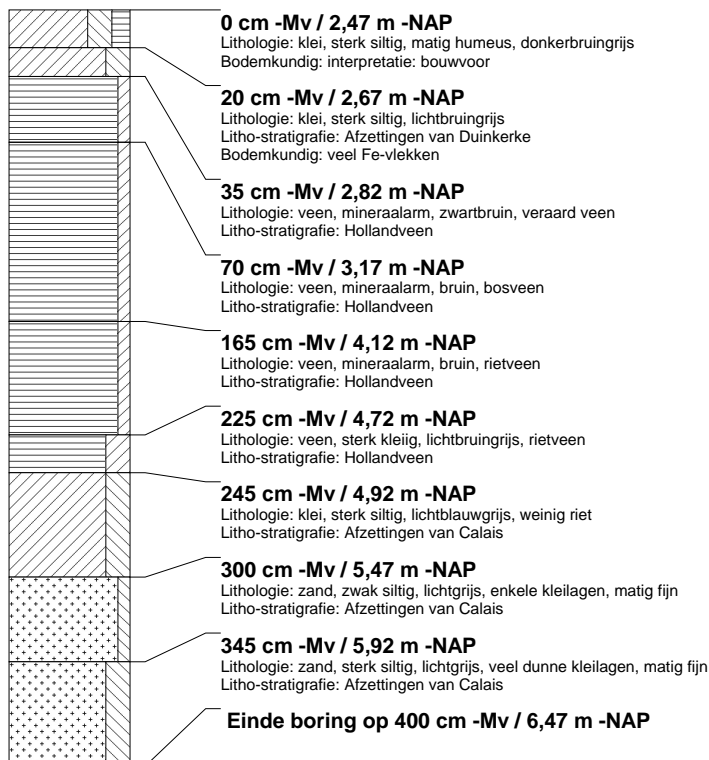 0 cm -Mv / 2,47 m -NAP
Lithologie: klei, sterk siltig, matig humeus, donkerbruingrijs
Bodemkundig: interpretatie: bouwvoor
20 cm -Mv / 2,67 m -NAP
Lithologie: klei, sterk siltig, lichtbruingrijs
Litho-stratigrafie: Afzettingen van Duinkerke
Bodemkundig: veel Fe-vlekken
35 cm -Mv / 2,82 m -NAP
Lithologie: veen, mineraalarm, zwartbruin, veraard veen
Litho-stratigrafie: Hollandveen
70 cm -Mv / 3,17 m -NAP
Lithologie: veen, mineraalarm, bruin, bosveen
Litho-stratigrafie: Hollandveen
165 cm -Mv / 4,12 m -NAP
Lithologie: veen, mineraalarm, bruin, rietveen
Litho-stratigrafie: Hollandveen
225 cm -Mv / 4,72 m -NAP
Lithologie: veen, sterk kleiig, lichtbruingrijs, rietveen
Litho-stratigrafie: Hollandveen
245 cm -Mv / 4,92 m -NAP
Lithologie: klei, sterk siltig, lichtblauwgrijs, weinig riet
Litho-stratigrafie: Afzettingen van Calais
300 cm -Mv / 5,47 m -NAP
Lithologie: zand, zwak siltig, lichtgrijs, enkele kleilagen, matig fijn
Litho-stratigrafie: Afzettingen van Calais
345 cm -Mv / 5,92 m -NAP
Lithologie: zand, sterk siltig, lichtgrijs, veel dunne kleilagen, matig fijn
Litho-stratigrafie: Afzettingen van Calais
Einde boring op 400 cm -Mv / 6,47 m -NAP